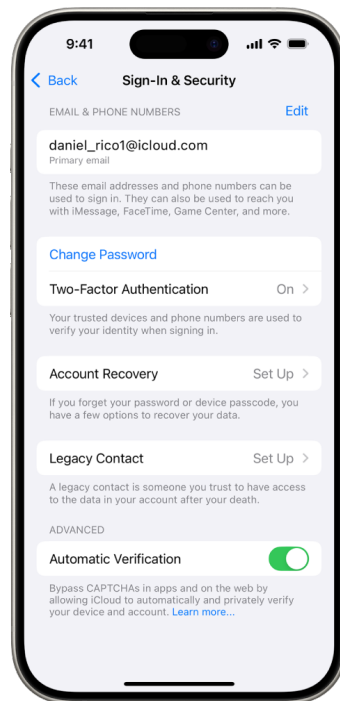 9:41
Back
Sign-In & Security
EMAIL & PHONE NUMBERS
Edit
daniel_rico1@icloud.com
Primary email
These email addresses and phone numbers can be
used to sign in. They can also be used to reach you
with iMessage, FaceTime, Game Center, and more.
Change Password
Two-Factor Authentication
On
Your trusted devices and phone numbers are used to
verify your identity when signing in.
Account Recovery
Set Up
If you forget your password or device passcode, you
have a few options to recover your data.
Legacy Contact
Set Up
A legacy contact is someone you trust to have access
to the data in your account after your death.
ADVANCED
Automatic Verification
Bypass CAPTCHAs in apps and on the web by
allowing iCloud to automatically and privately verify
your device and account. Learn more...